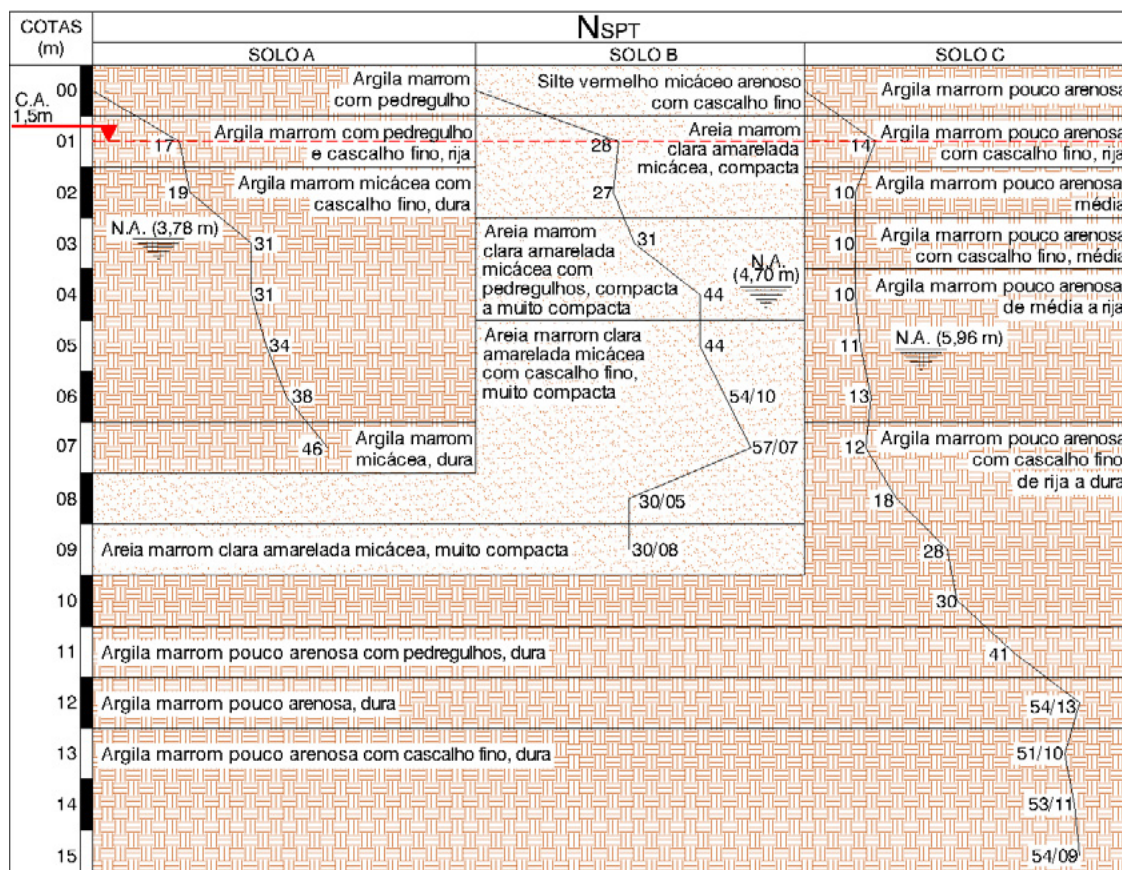 COTAS
(m)
NSPT
SOLO A
SOLO B
SOLO C
C.A.
1,5m
00
01
02
03
04
05
06
07
08
09
10
11
12
13
14
15
Argila marrom
com pedregulho
Argila marrom com pedregulho
e cascalho fino, rija
Argila marrom micácea com
cascalho fino, dura
N.A. (3,78 m)
Argila marrom
micácea, dura
17
19
31
31
34
38
46
Silte vermelho micáceo arenoso
com cascalho fino
Areia marrom
clara amarelada
micácea, compacta
Areia marrom
clara amarelada
micácea com
pedregulhos, compacta
a muito compacta
N.A.
(4,70 m)
Areia marrom clara
amarelada micácea
com cascalho fino,
muito compacta
28
27
31
44
44
54/10
57/07
30/05
30/08
Areia marrom clara amarelada micácea, muito compacta
Argila marrom pouco arenosa
Argila marrom pouco arenosa
com cascalho fino, rija
Argila marrom pouco arenosa
média
Argila marrom pouco arenosa
com cascalho fino, média
Argila marrom pouco arenosa
de média a rija
N.A. (5,96 m)
Argila marrom pouco arenosa
com cascalho fino
de rija a dura
14
10
10
10
11
13
12
18
28
30
41
54/13
51/10
53/11
54/09
Argila marrom pouco arenosa com pedregulhos, dura
Argila marrom pouco arenosa, dura
Argila marrom pouco arenosa com cascalho fino, dura